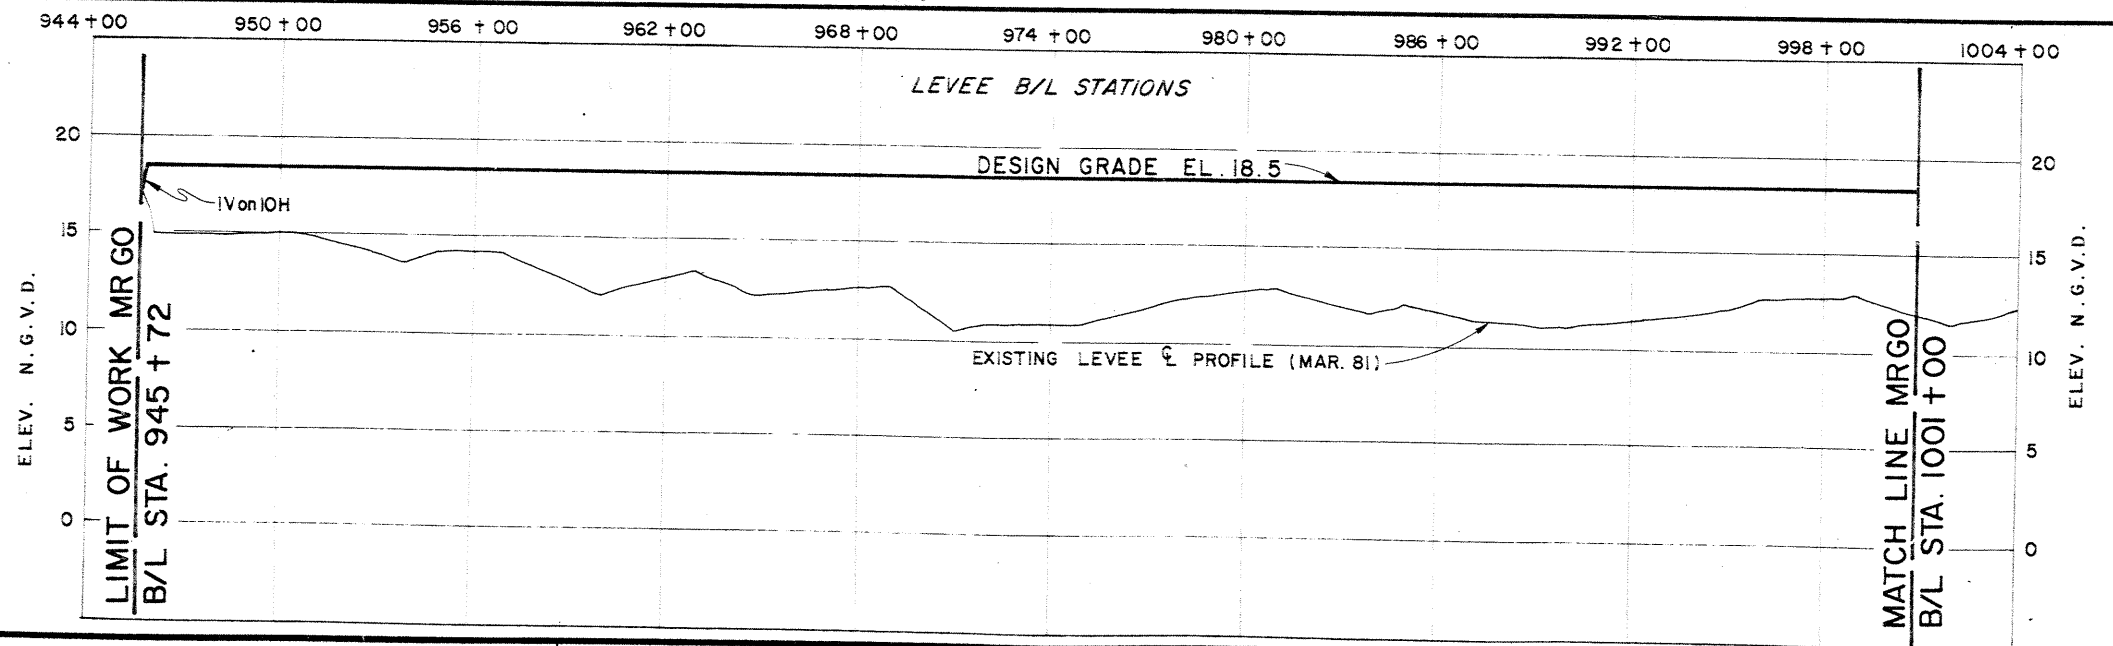 944+00 950+00 956+00 962+00 968+00 974+00 980+00 986+00 992+00 998+00 1004+00
LEVEE B/L STATIONS
20
20
DESIGN GRADE EL. 18.5
1V on 10H
15
15
10
10
EXISTING LEVEE ℄ PROFILE (MAR. 81)
5
5
0
0
ELEV. N.G.V.D.
LIMIT OF WORK MRGO
B/L STA. 945+72
MATCH LINE MRGO
B/L STA. 1001+00
ELEV. N.G.V.D.